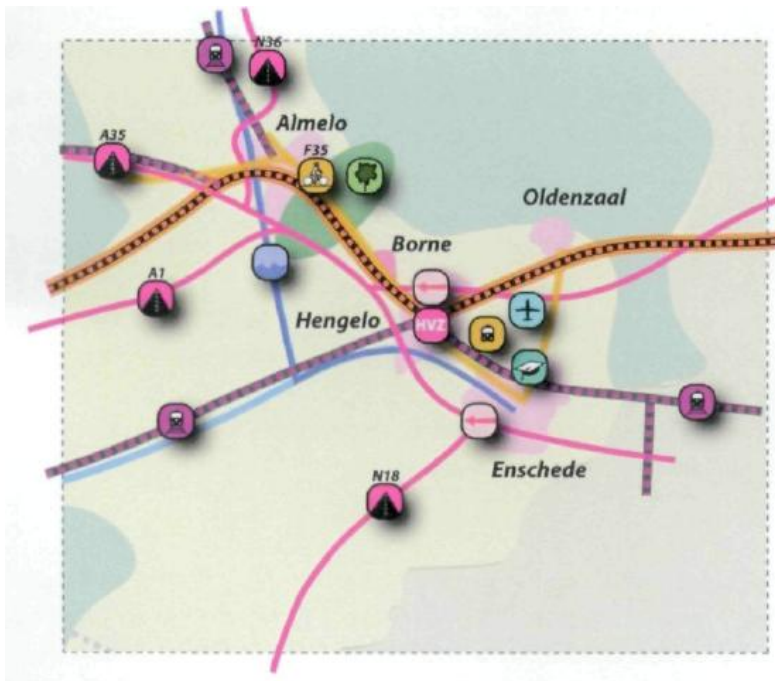 N36
A35
Almelo
F35
Oldenzaal
Borne
A1
Hengelo
HVZ
Enschede
N18